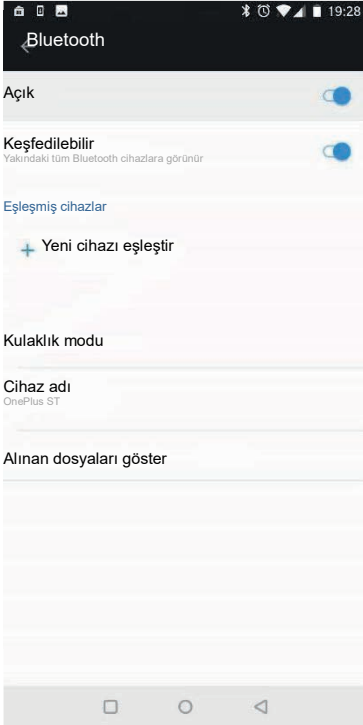 19:28
Bluetooth
Açık
Keşfedilebilir
Yakındaki tüm Bluetooth cihazlara görünür
Eşleşmiş cihazlar
+ Yeni cihazı eşleştir
Kulaklık modu
Cihaz adı
OnePlus ST
Alınan dosyaları göster